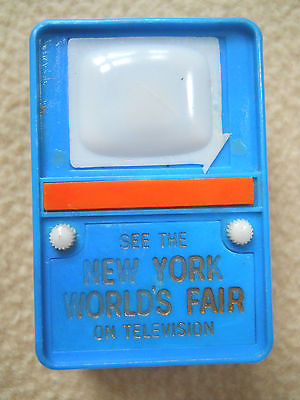 SEE THE
NEW YORK
WORLD'S FAIR
ON TELEVISION